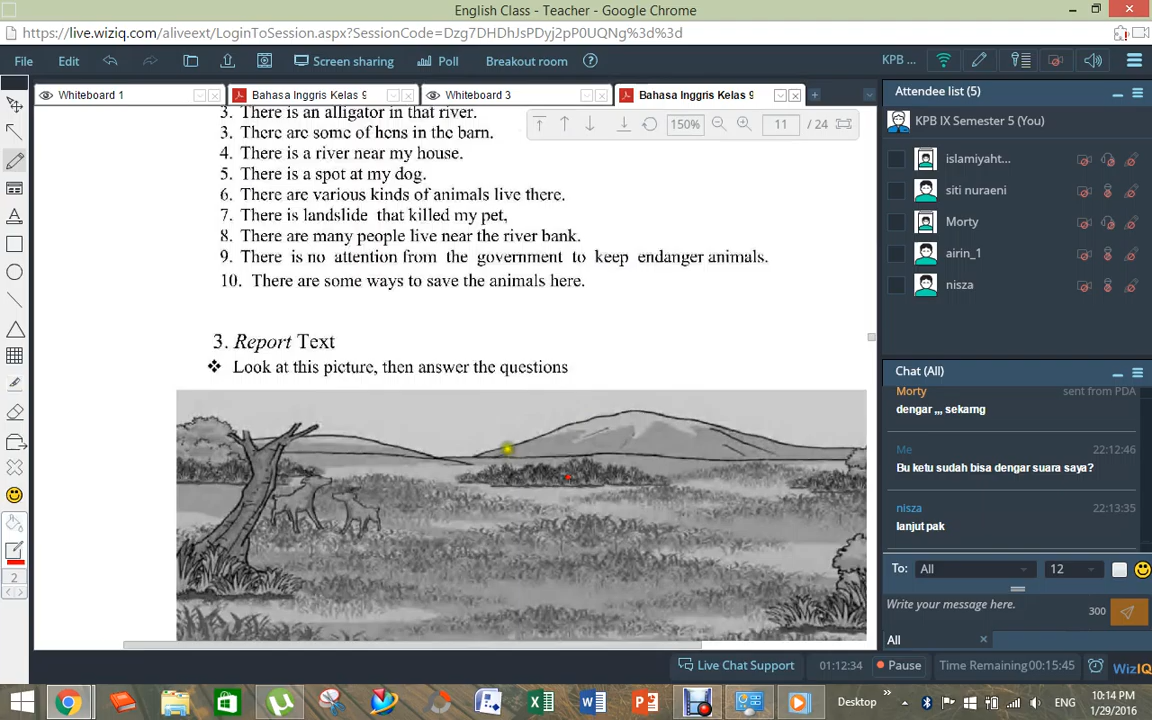 English Class - Teacher - Google Chrome
https://live.wiziq.com/aliveext/LoginToSession.aspx?SessionCode=Dzg7DHDhJsPDyj2pP0UQNg%3d%3d
File Edit Screen sharing Poll Breakout room KPB ...
Whiteboard 1 Bahasa Inggris Kelas 9 Whiteboard 3 Bahasa Inggris Kelas 9
150% 11 / 24
3. There is an alligator in that river.
3. There are some of hens in the barn.
4. There is a river near my house.
5. There is a spot at my dog.
6. There are various kinds of animals live there.
7. There is landslide that killed my pet,
8. There are many people live near the river bank.
9. There is no attention from the government to keep endanger animals.
10. There are some ways to save the animals here.
3. Report Text
Look at this picture, then answer the questions
2
Attendee list (5)
KPB IX Semester 5 (You)
islamiyaht...
siti nuraeni
Morty
airin_1
nisza
Chat (All)
Morty sent from PDA
dengar ,,, sekarng
Me 22:12:46
Bu ketu sudah bisa dengar suara saya?
nisza 22:13:35
lanjut pak
To: All 12
Write your message here. 300
All
Live Chat Support 01:12:34 Pause Time Remaining 00:15:45 WizIQ
Desktop ENG 10:14 PM
1/29/2016